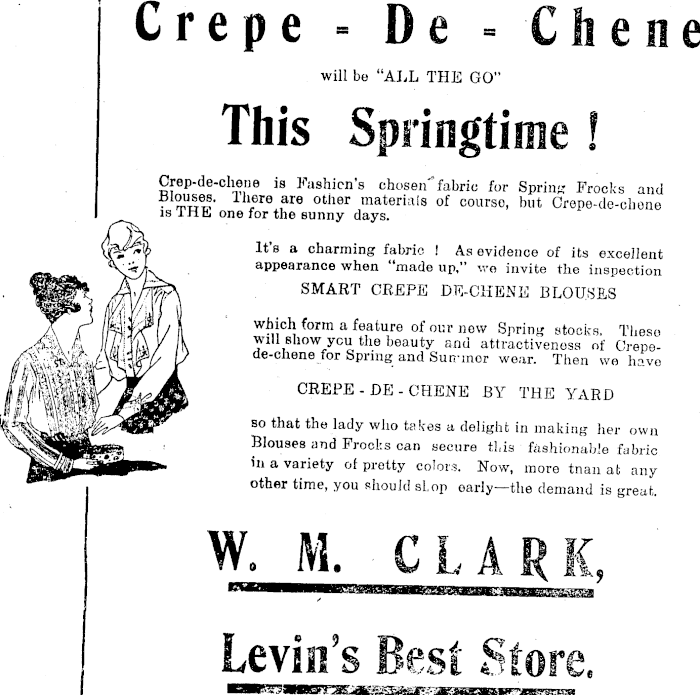 Crepe - De - Chene
will be "ALL THE GO"
This Springtime !
Crep-de-chene is Fashion's chosen fabric for Spring Frocks and
Blouses. There are other materials of course, but Crepe-de-chene
is THE one for the sunny days.
It's a charming fabric ! As evidence of its excellent
appearance when "made up," we invite the inspection
SMART CREPE DE-CHENE BLOUSES
which form a feature of our new Spring stocks. These
will show you the beauty and attractiveness of Crepe-
de-chene for Spring and Summer wear. Then we have
CREPE - DE - CHENE BY THE YARD
so that the lady who takes a delight in making her own
Blouses and Frocks can secure this fashionable fabric
in a variety of pretty colors. Now, more tnan at any
other time, you should shop early—the demand is great.
W. M. CLARK,
Levin's Best Store.